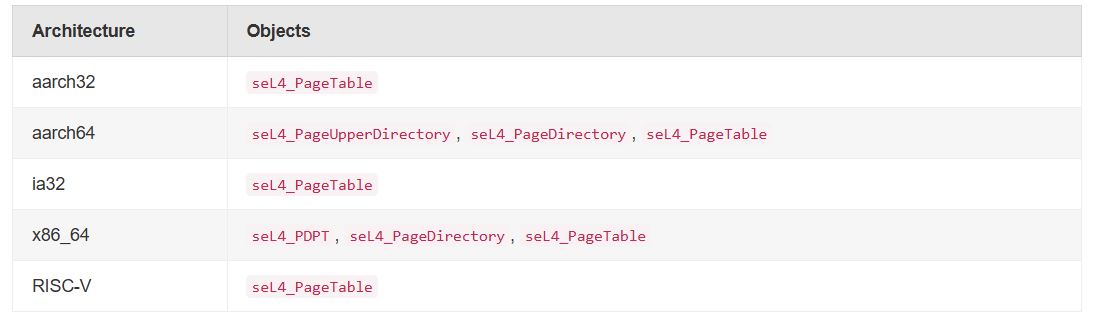 Architecture Objects
aarch32 seL4_PageTable
aarch64 seL4_PageUpperDirectory , seL4_PageDirectory , seL4_PageTable
ia32 seL4_PageTable
x86_64 seL4_PDPT , seL4_PageDirectory , seL4_PageTable
RISC-V seL4_PageTable